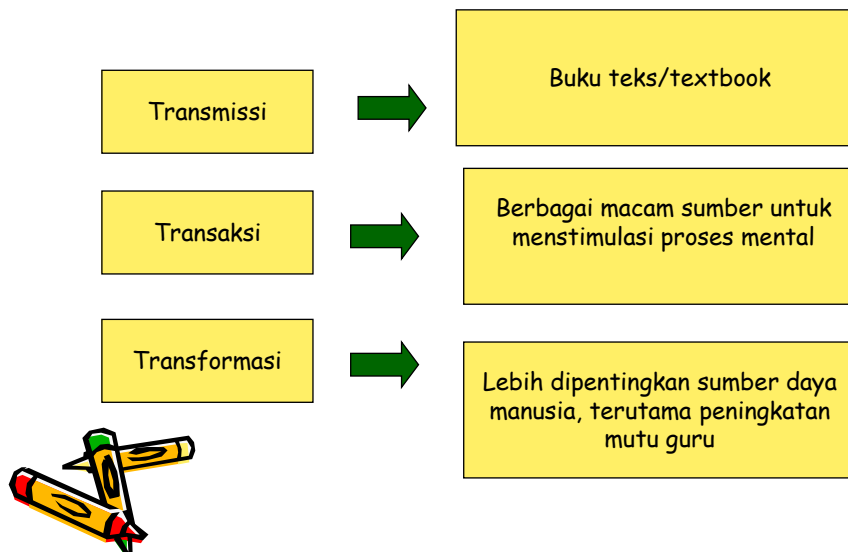 Transmissi
Buku teks/textbook
Transaksi
Berbagai macam sumber untuk
menstimulasi proses mental
Transformasi
Lebih dipentingkan sumber daya
manusia, terutama peningkatan
mutu guru